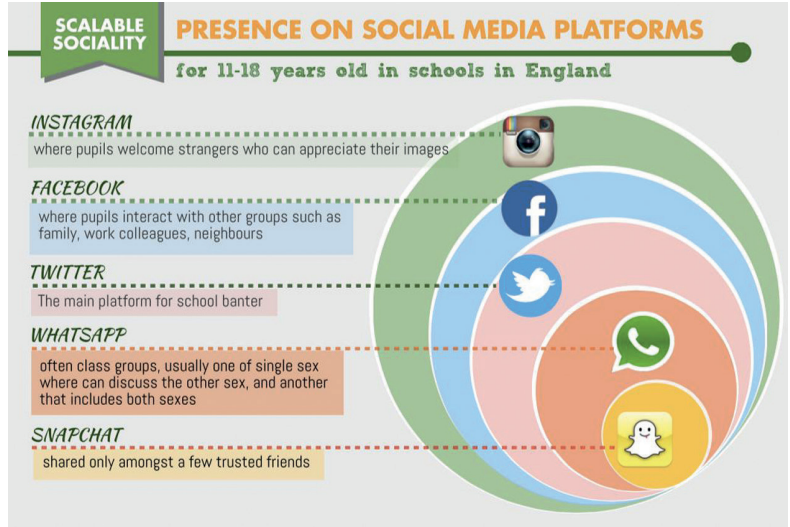 SCALABLE
SOCIALITY
PRESENCE ON SOCIAL MEDIA PLATFORMS
for 11-18 years old in schools in England
INSTAGRAM
where pupils welcome strangers who can appreciate their images
FACEBOOK
where pupils interact with other groups such as
family, work colleagues, neighbours
TWITTER
The main platform for school banter
WHATSAPP
often class groups, usually one of single sex
where can discuss the other sex, and another
that includes both sexes
SNAPCHAT
shared only amongst a few trusted friends